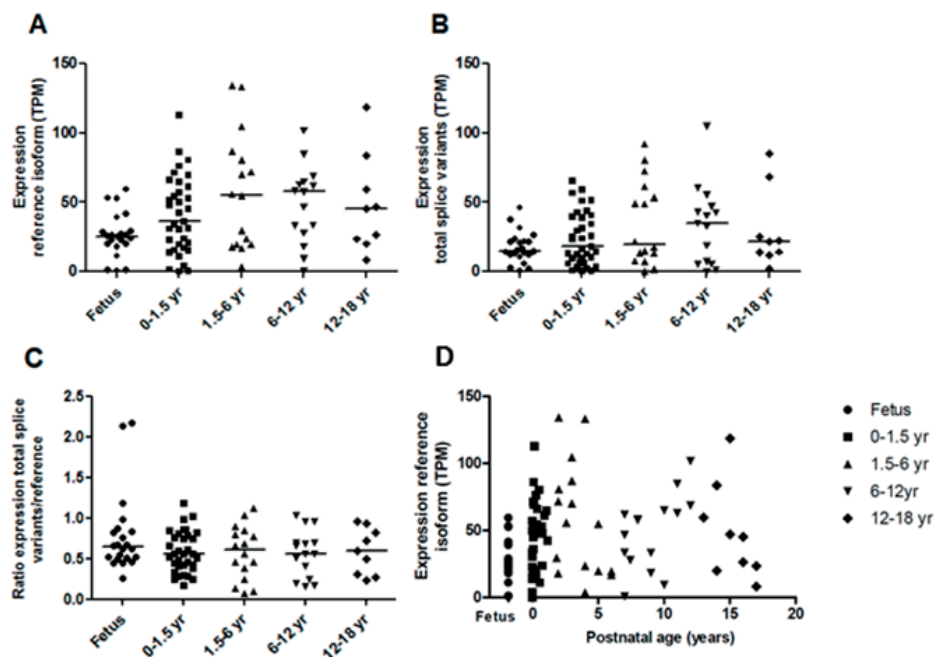 A
Expression
reference isoform (TPM)
150
100
50
0
Fetus
0-1.5 yr
1.5-6 yr
6-12 yr
12-18 yr
B
Expression
total splice variants (TPM)
150
100
50
0
Fetus
0-1.5 yr
1.5-6 yr
6-12 yr
12-18 yr
C
Ratio expression total splice
variants/reference
2.5
2.0
1.5
1.0
0.5
0.0
Fetus
0-1.5 yr
1.5-6 yr
6-12 yr
12-18 yr
D
Expression reference
isoform (TPM)
150
100
50
0
Fetus 0 5 10 15 20
Postnatal age (years)
Fetus
0-1.5 yr
1.5-6 yr
6-12yr
12-18 yr